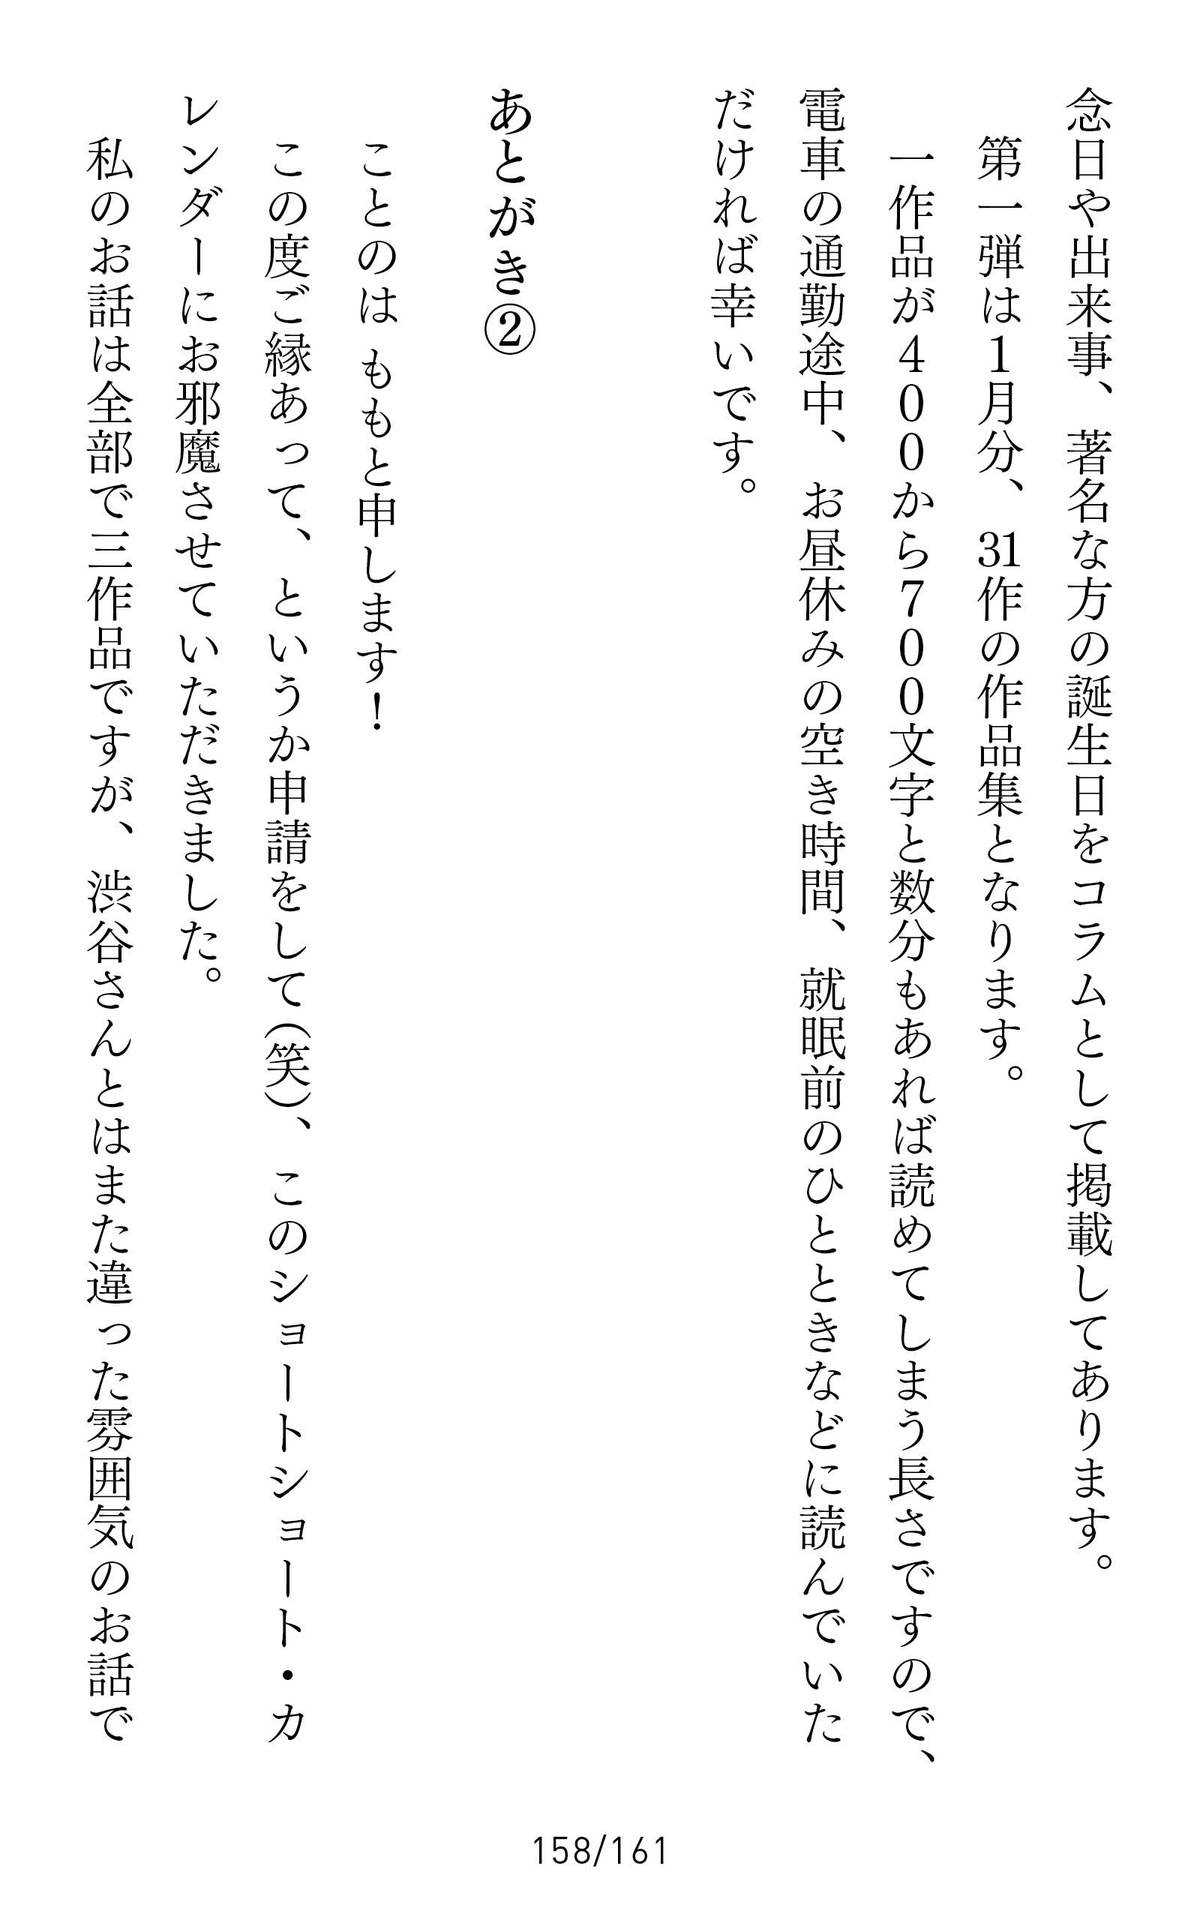 念日や出来事、著名な方の誕生日をコラムとして掲載してあります。
第一弾は1月分、31作の作品集となります。
一作品が400から700文字と数分もあれば読めてしまう長さですので、
電車の通勤途中、お昼休みの空き時間、就眠前のひとときなどに読んでいた
だければ幸いです。
あとがき②
ことのは ももと申します!
この度ご縁あって、というか申請をして(笑)、このショートショート・カ
レンダーにお邪魔させていただきました。
私のお話は全部で三作品ですが、渋谷さんとはまた違った雰囲気のお話で
158/161